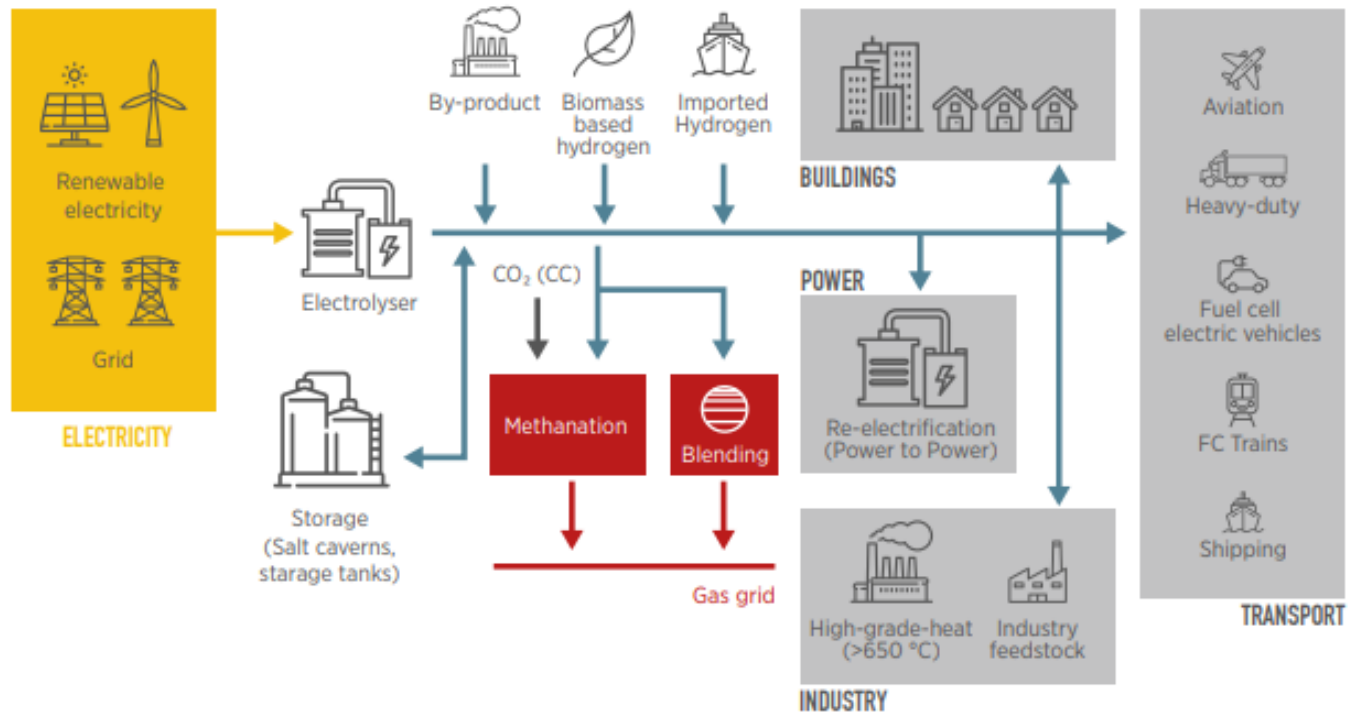 Renewable
electricity
Grid
ELECTRICITY
Electrolyser
Storage
(Salt caverns,
starage tanks)
By-product
Biomass
based
hydrogen
Imported
Hydrogen
CO₂ (CC)
Methanation
Blending
Gas grid
BUILDINGS
POWER
Re-electrification
(Power to Power)
High-grade-heat
(>650 °C)
Industry
feedstock
INDUSTRY
Aviation
Heavy-duty
Fuel cell
electric vehicles
FC Trains
Shipping
TRANSPORT